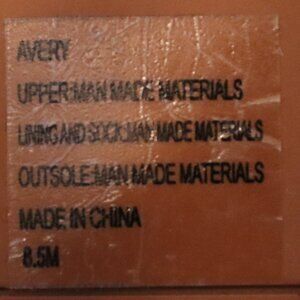 AVERY
UPPER:MAN MADE MATERIALS
LINING AND SOCK:MAN MADE MATERIALS
OUTSOLE:MAN MADE MATERIALS
MADE IN CHINA
8.5M